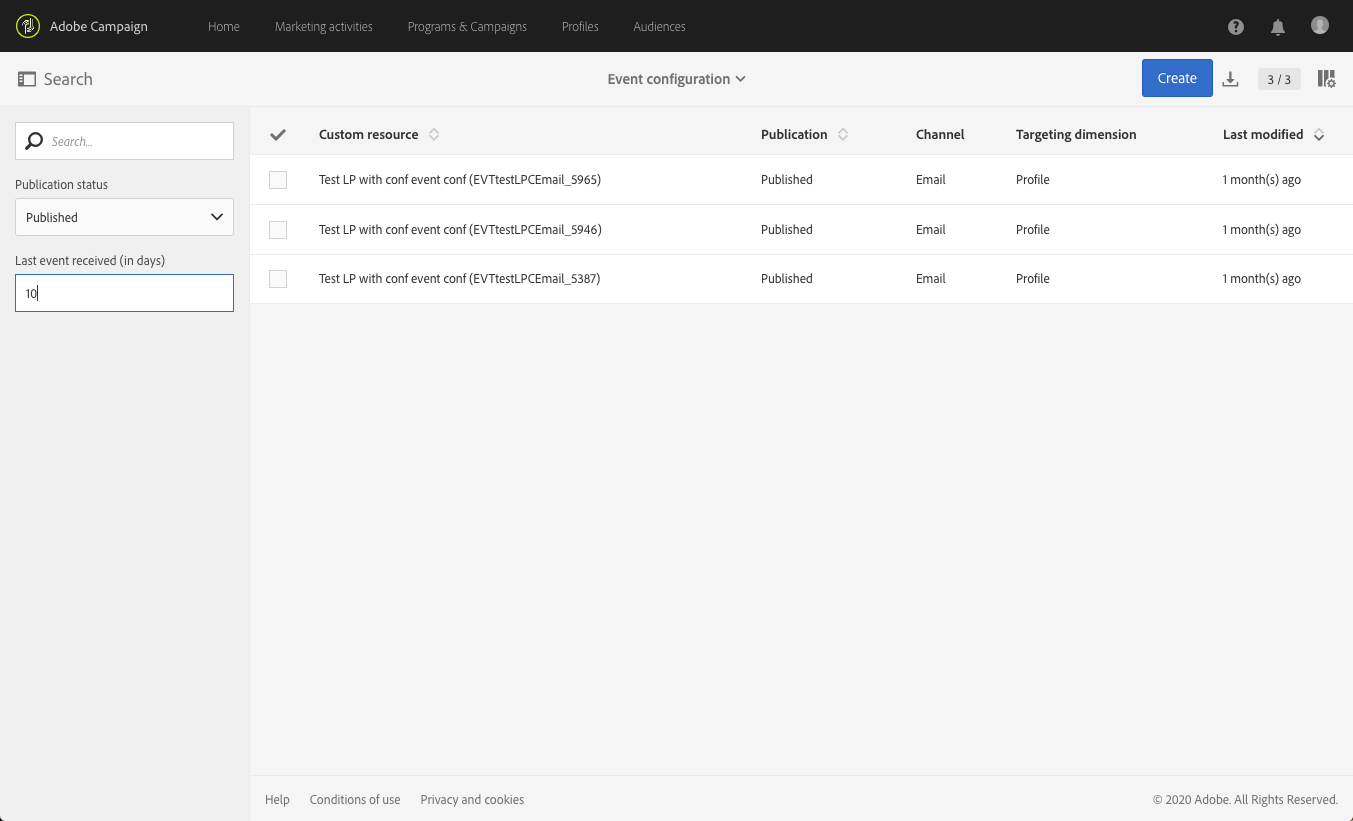 Adobe Campaign Home Marketing activities Programs & Campaigns Profiles Audiences
Search Event configuration Create 3 / 3
Search...
Publication status
Published
Last event received (in days)
10
Custom resource Publication Channel Targeting dimension Last modified
Test LP with conf event conf (EVTtestLPCEmail_5965) Published Email Profile 1 month(s) ago
Test LP with conf event conf (EVTtestLPCEmail_5946) Published Email Profile 1 month(s) ago
Test LP with conf event conf (EVTtestLPCEmail_5387) Published Email Profile 1 month(s) ago
Help Conditions of use Privacy and cookies © 2020 Adobe. All Rights Reserved.